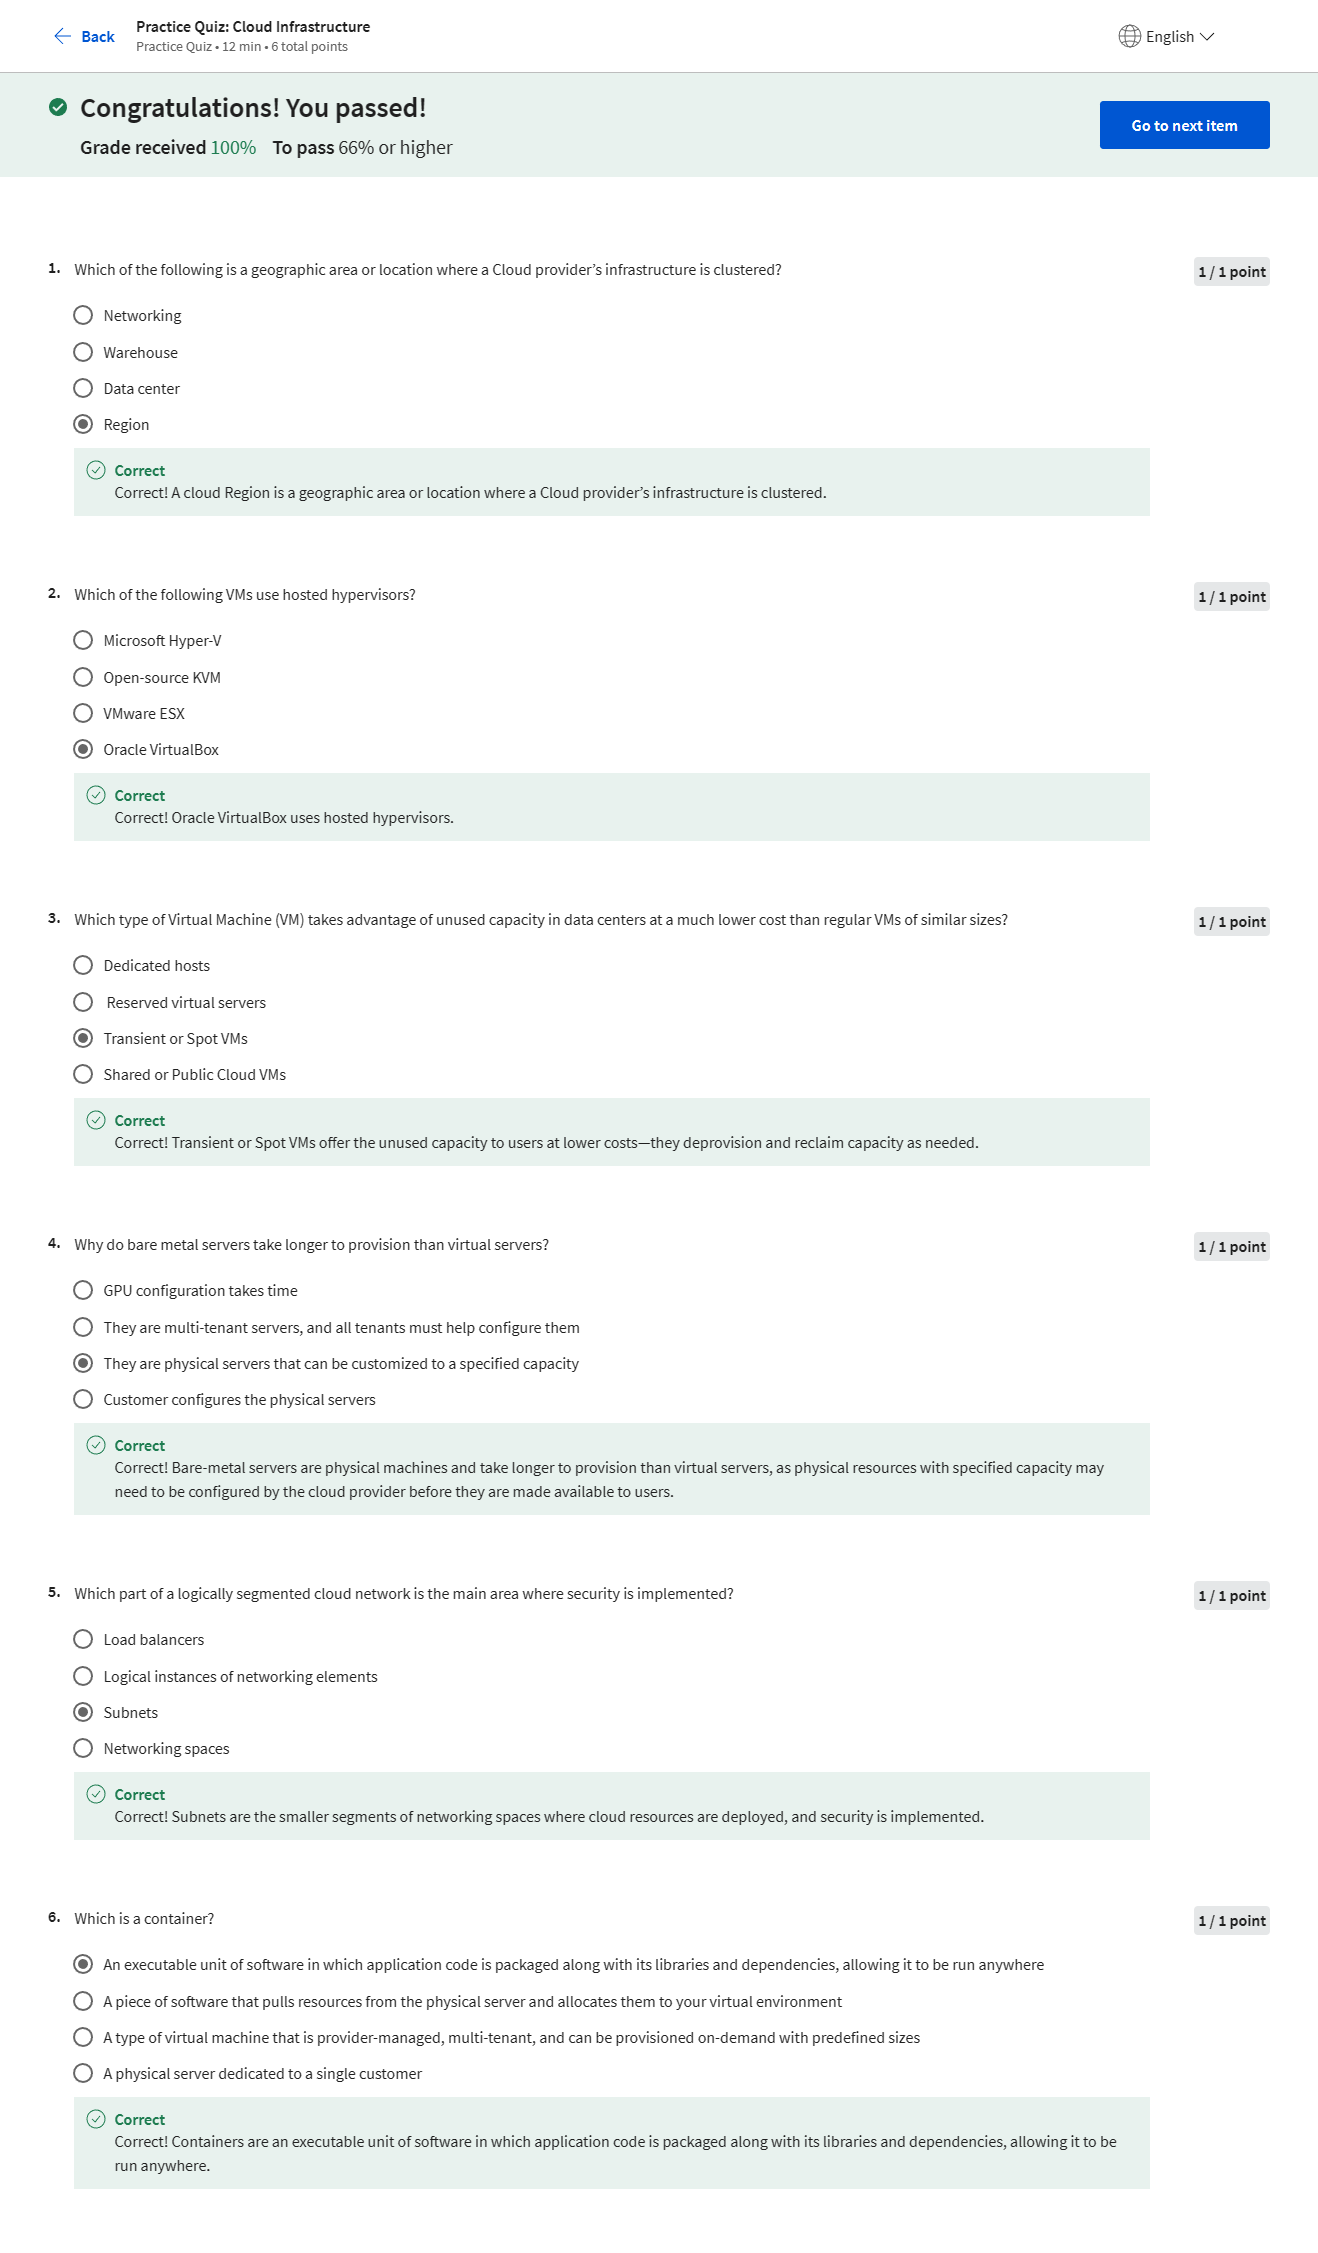 Back
Practice Quiz: Cloud Infrastructure
Practice Quiz • 12 min • 6 total points
English
Congratulations! You passed!
Grade received 100% To pass 66% or higher
Go to next item
1. Which of the following is a geographic area or location where a Cloud provider’s infrastructure is clustered?
1 / 1 point
Networking
Warehouse
Data center
Region
Correct
Correct! A cloud Region is a geographic area or location where a Cloud provider’s infrastructure is clustered.
2. Which of the following VMs use hosted hypervisors?
1 / 1 point
Microsoft Hyper-V
Open-source KVM
VMware ESX
Oracle VirtualBox
Correct
Correct! Oracle VirtualBox uses hosted hypervisors.
3. Which type of Virtual Machine (VM) takes advantage of unused capacity in data centers at a much lower cost than regular VMs of similar sizes?
1 / 1 point
Dedicated hosts
Reserved virtual servers
Transient or Spot VMs
Shared or Public Cloud VMs
Correct
Correct! Transient or Spot VMs offer the unused capacity to users at lower costs—they deprovision and reclaim capacity as needed.
4. Why do bare metal servers take longer to provision than virtual servers?
1 / 1 point
GPU configuration takes time
They are multi-tenant servers, and all tenants must help configure them
They are physical servers that can be customized to a specified capacity
Customer configures the physical servers
Correct
Correct! Bare-metal servers are physical machines and take longer to provision than virtual servers, as physical resources with specified capacity may
need to be configured by the cloud provider before they are made available to users.
5. Which part of a logically segmented cloud network is the main area where security is implemented?
1 / 1 point
Load balancers
Logical instances of networking elements
Subnets
Networking spaces
Correct
Correct! Subnets are the smaller segments of networking spaces where cloud resources are deployed, and security is implemented.
6. Which is a container?
1 / 1 point
An executable unit of software in which application code is packaged along with its libraries and dependencies, allowing it to be run anywhere
A piece of software that pulls resources from the physical server and allocates them to your virtual environment
A type of virtual machine that is provider-managed, multi-tenant, and can be provisioned on-demand with predefined sizes
A physical server dedicated to a single customer
Correct
Correct! Containers are an executable unit of software in which application code is packaged along with its libraries and dependencies, allowing it to be
run anywhere.